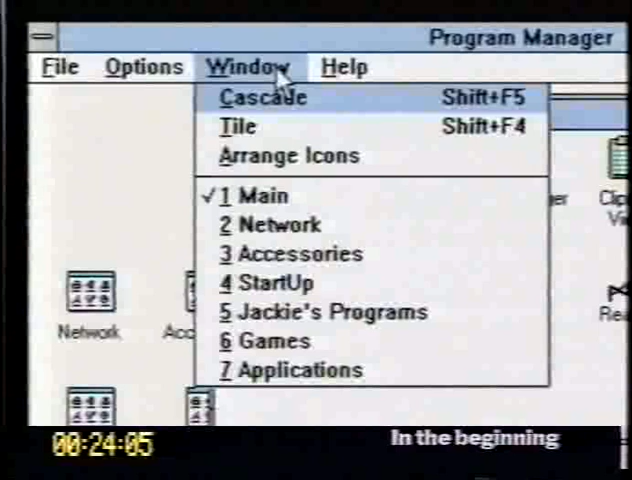 Program Manager
File Options Window Help
Cascade Shift+F5
Tile Shift+F4
Arrange Icons
✓ 1 Main
2 Network
3 Accessories
4 StartUp
5 Jackie's Programs
6 Games
7 Applications
Network
00:24:05
In the beginning